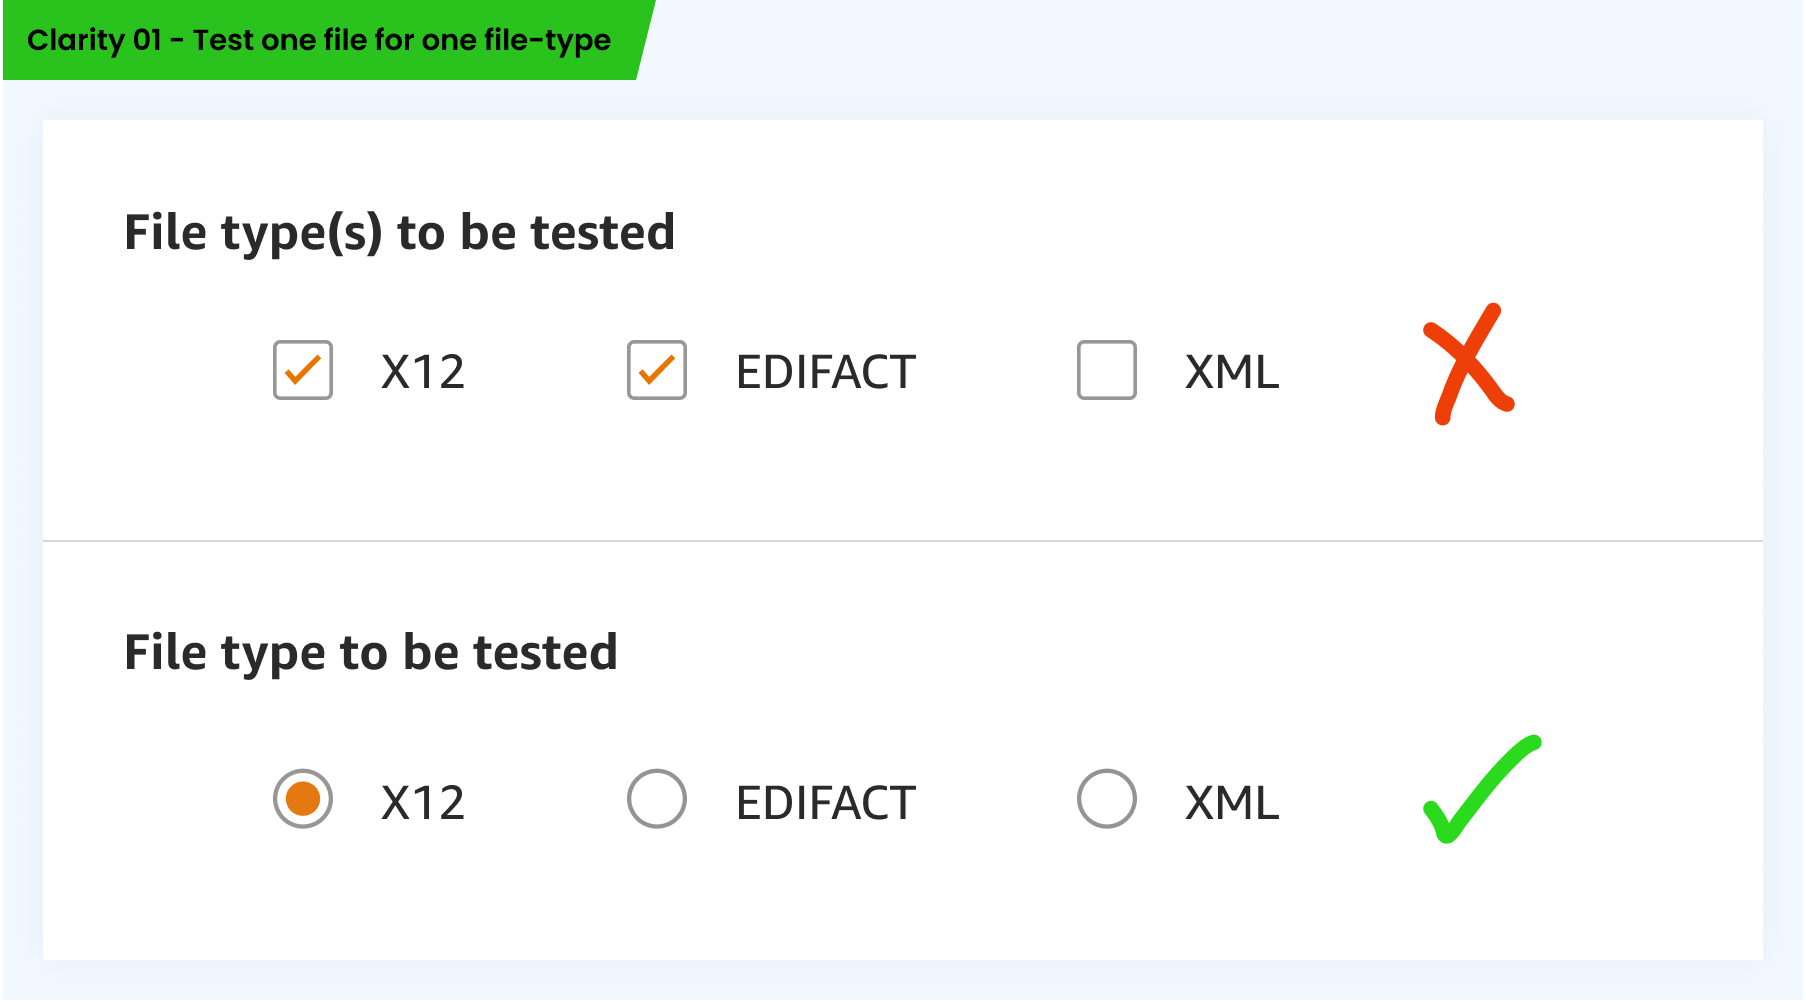 Clarity 01 - Test one file for one file-type
File type(s) to be tested
X12 EDIFACT XML
File type to be tested
X12 EDIFACT XML